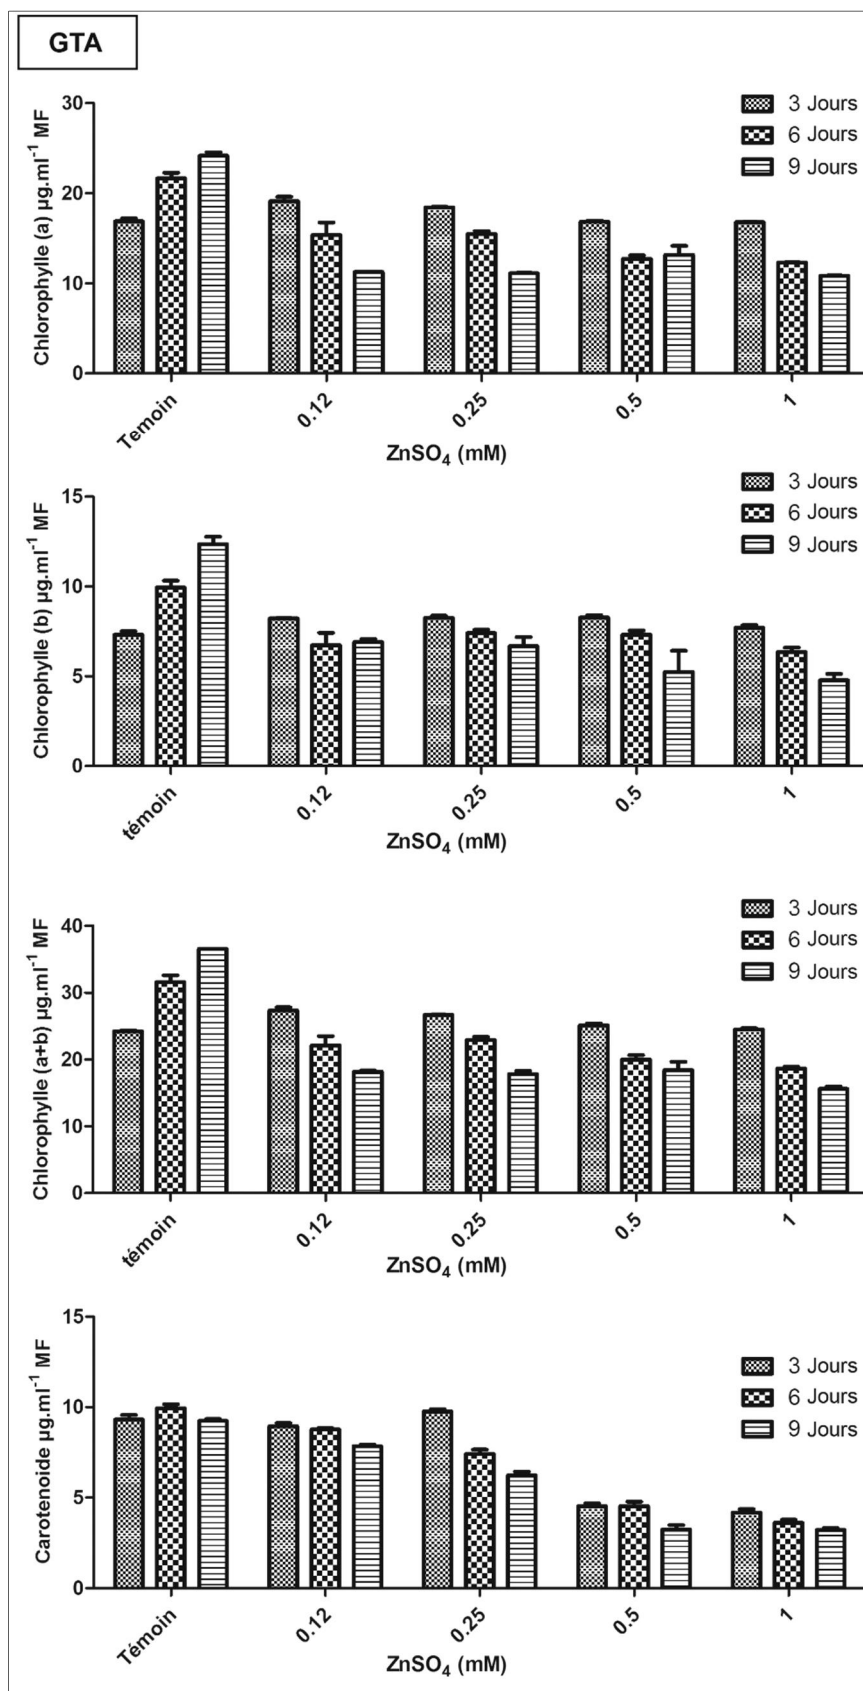 GTA
Chlorophylle (a) µg.ml⁻¹ MF
30
20
10
0
3 Jours
6 Jours
9 Jours
Temoin
0.12
0.25
0.5
1
ZnSO₄ (mM)
Chlorophylle (b) µg.ml⁻¹ MF
15
10
5
0
3 Jours
6 Jours
9 Jours
témoin
0.12
0.25
0.5
1
ZnSO₄ (mM)
Chlorophylle (a+b) µg.ml⁻¹ MF
40
30
20
10
0
3 Jours
6 Jours
9 Jours
témoin
0.12
0.25
0.5
1
ZnSO₄ (mM)
Carotenoide µg.ml⁻¹ MF
15
10
5
0
3 Jours
6 Jours
9 Jours
Témoin
0.12
0.25
0.5
1
ZnSO₄ (mM)